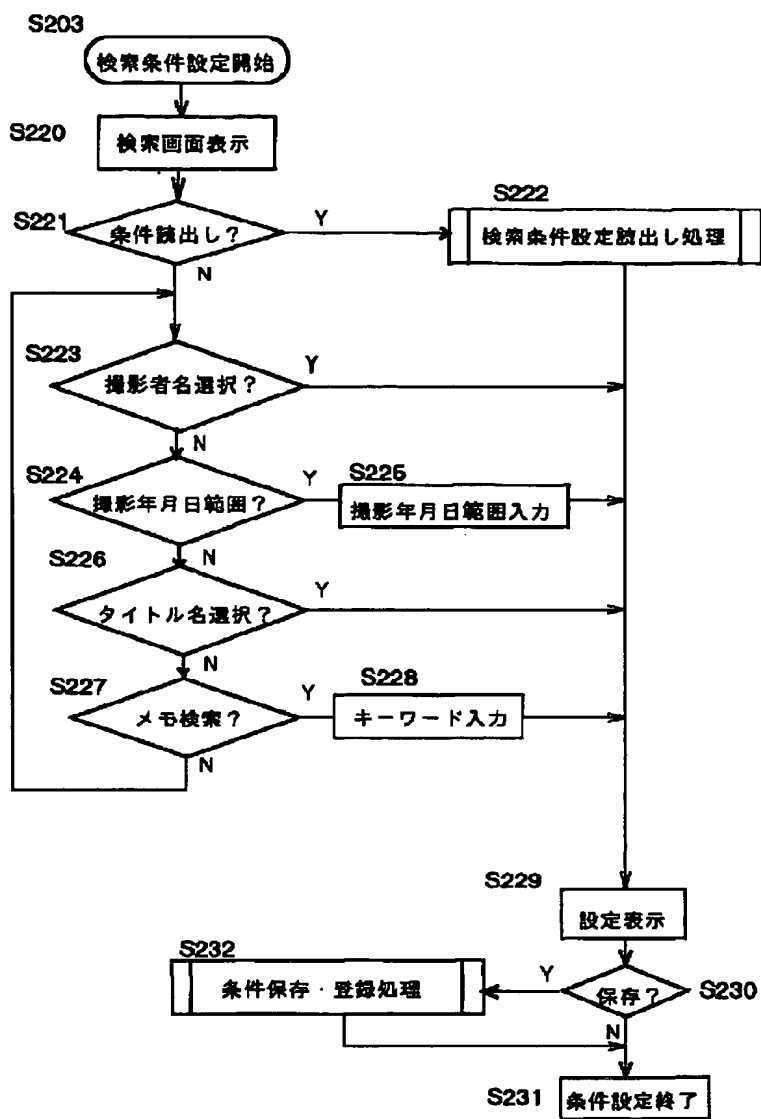 S203
検索条件設定開始
S220
検索画面表示
S221
条件読出し？
Y
N
S222
検索条件設定読出し処理
S223
撮影者名選択？
Y
N
S224
撮影年月日範囲？
Y
N
S225
撮影年月日範囲入力
S226
タイトル名選択？
Y
N
S227
メモ検索？
Y
N
S228
キーワード入力
S229
設定表示
S230
保存？
Y
N
S232
条件保存・登録処理
S231
条件設定終了